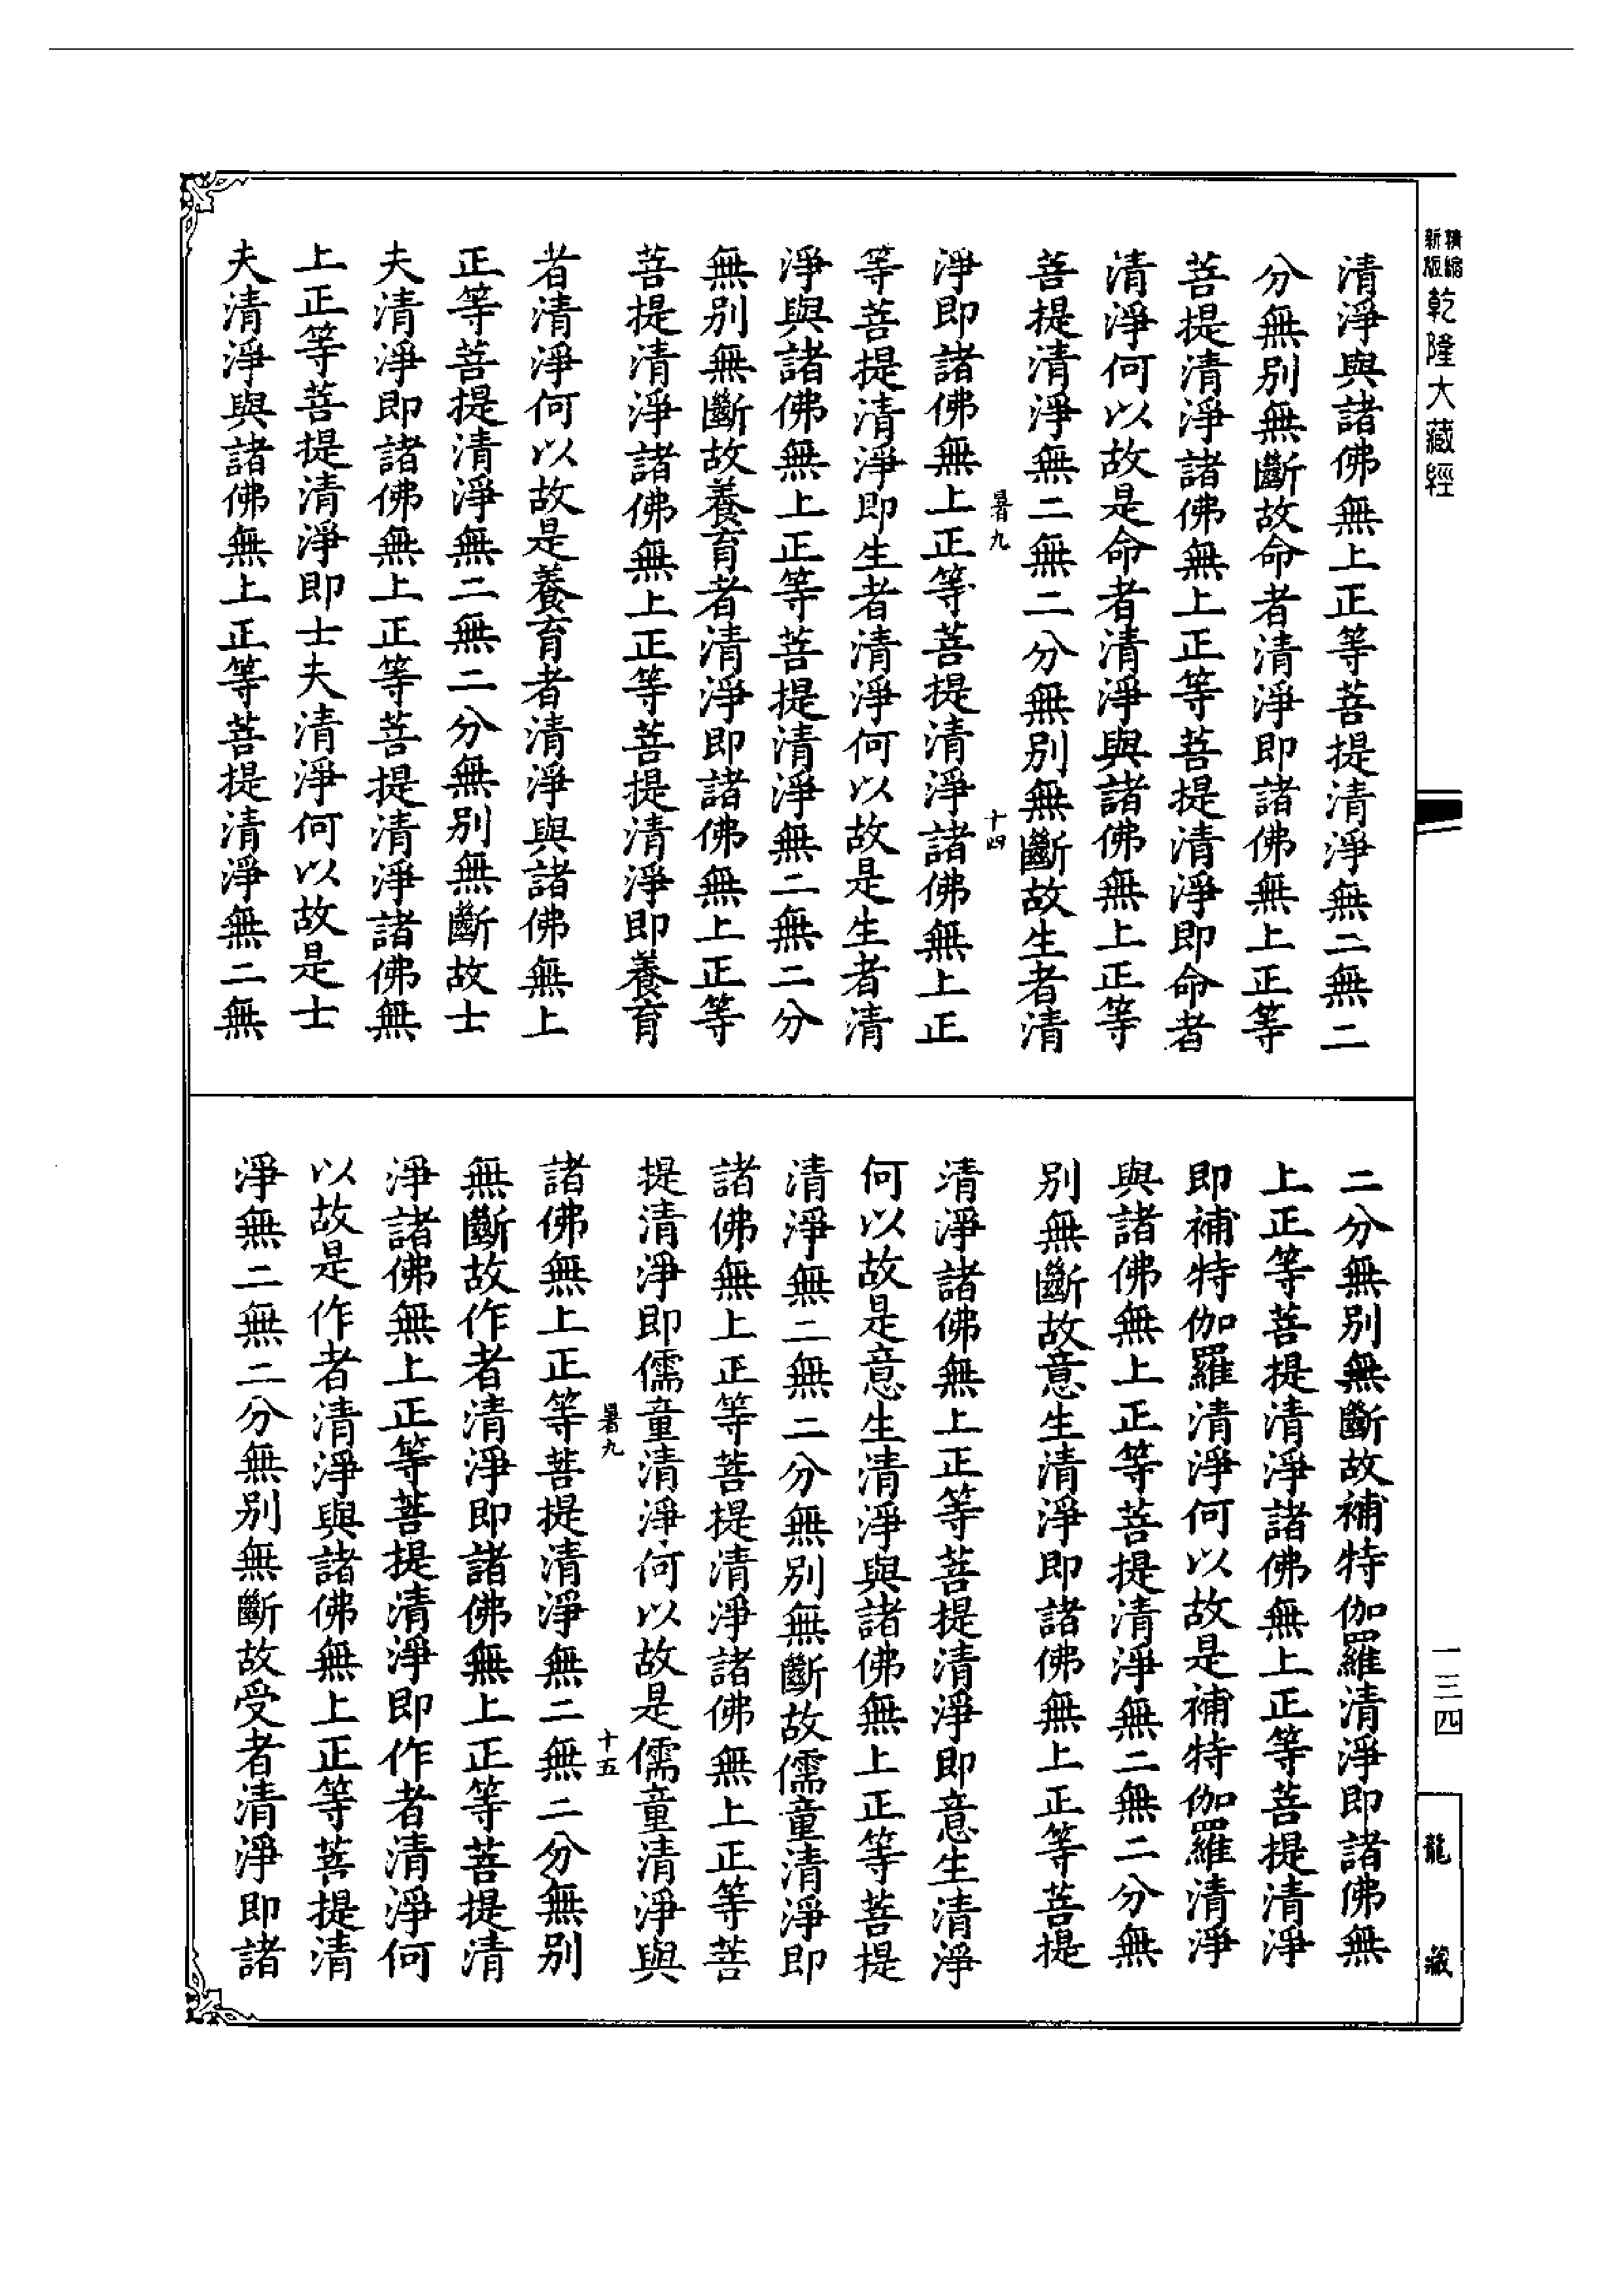 精縮新版乾隆大藏經
清淨與諸佛無上正等菩提清淨無二無二
分無別無斷故命者清淨即諸佛無上正等
菩提清淨諸佛無上正等菩提清淨即命者
清淨何以故是命者清淨與諸佛無上正等
菩提清淨無二無二分無別無斷故生者清
暑九 十四
淨即諸佛無上正等菩提清淨諸佛無上正
等菩提清淨即生者清淨何以故是生者清
淨與諸佛無上正等菩提清淨無二無二分
無別無斷故養育者清淨即諸佛無上正等
菩提清淨諸佛無上正等菩提清淨即養育
者清淨何以故是養育者清淨與諸佛無上
正等菩提清淨無二無二分無別無斷故士
夫清淨即諸佛無上正等菩提清淨諸佛無
上正等菩提清淨即士夫清淨何以故是士
夫清淨與諸佛無上正等菩提清淨無二無
二分無別無斷故補特伽羅清淨即諸佛無
上正等菩提清淨諸佛無上正等菩提清淨
即補特伽羅清淨何以故是補特伽羅清淨
與諸佛無上正等菩提清淨無二無二分無
別無斷故意生清淨即諸佛無上正等菩提
清淨諸佛無上正等菩提清淨即意生清淨
何以故是意生清淨與諸佛無上正等菩提
清淨無二無二分無別無斷故儒童清淨即
諸佛無上正等菩提清淨諸佛無上正等菩
提清淨即儒童清淨何以故是儒童清淨與
暑九 十五
諸佛無上正等菩提清淨無二無二分無別
無斷故作者清淨即諸佛無上正等菩提清
淨諸佛無上正等菩提清淨即作者清淨何
以故是作者清淨與諸佛無上正等菩提清
淨無二無二分無別無斷故受者清淨即諸
一三四
龍藏